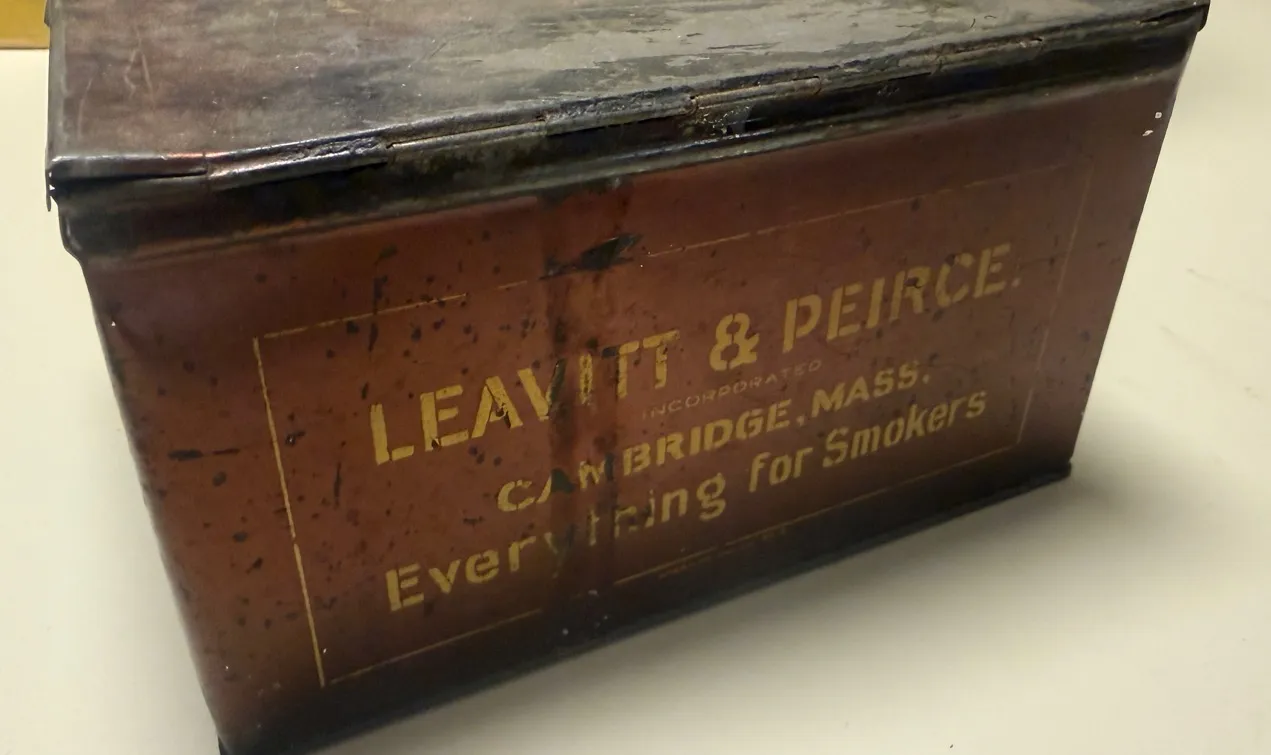 LEAVITT & PEIRCE.
INCORPORATED
CAMBRIDGE, MASS.
Everything for Smokers